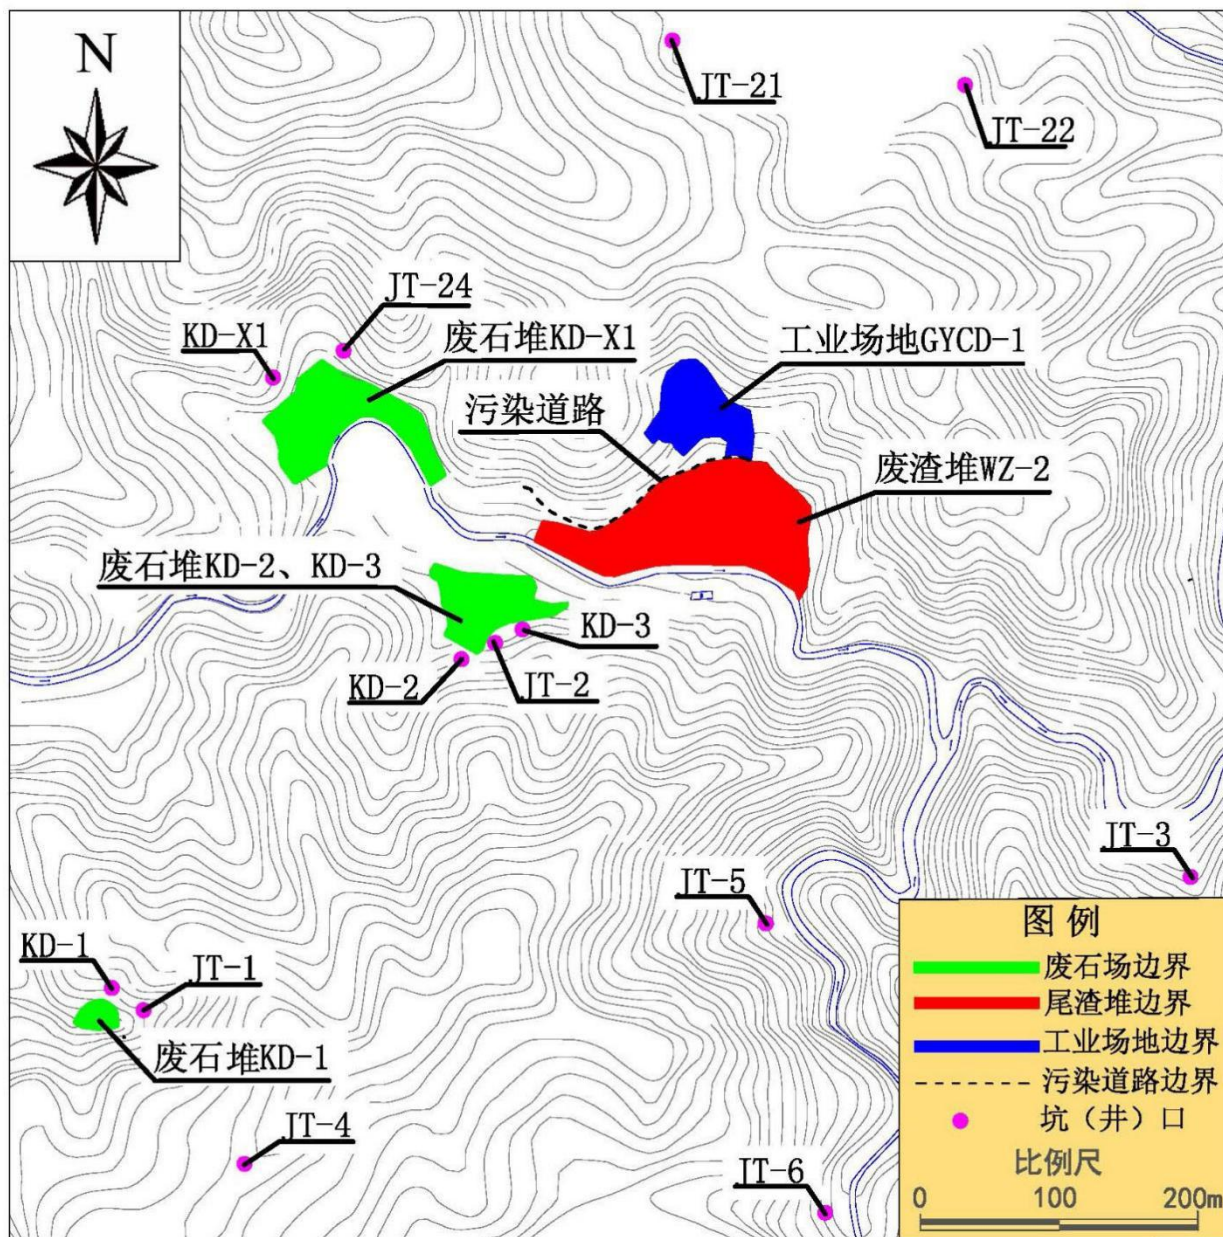 N
JT-21
JT-22
JT-24
KD-X1
废石堆KD-X1
工业场地GYCD-1
污染道路
废渣堆WZ-2
废石堆KD-2、KD-3
KD-3
KD-2
JT-2
JT-3
JT-5
KD-1
JT-1
废石堆KD-1
JT-4
JT-6
图例
废石场边界
尾渣堆边界
工业场地边界
污染道路边界
坑（井）口
比例尺
0 100 200m